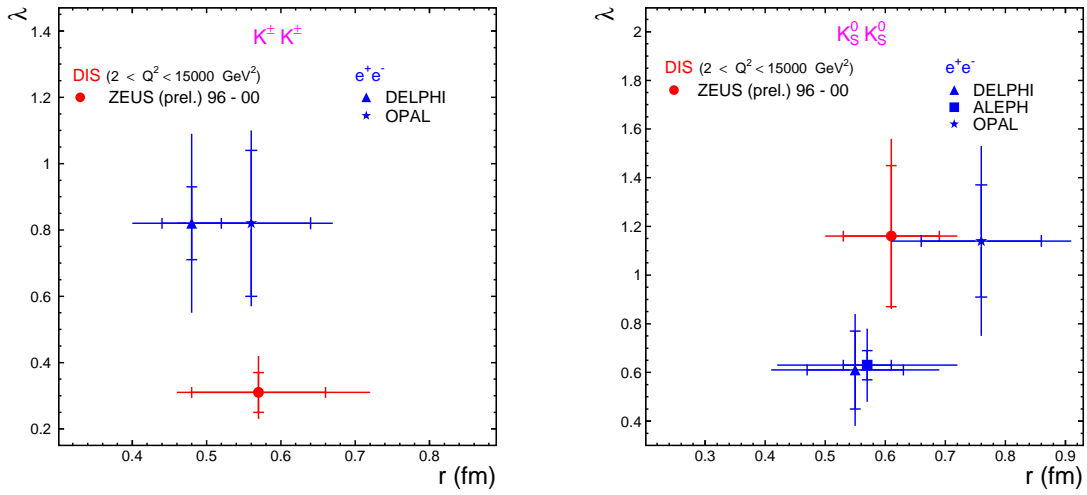 λ
K± K±
DIS (2 < Q² < 15000 GeV²)
ZEUS (prel.) 96 - 00
e⁺e⁻
DELPHI
OPAL
1.4
1.2
1
0.8
0.6
0.4
0.2
0.4 0.5 0.6 0.7 0.8
r (fm)
λ
K⁰S K⁰S
DIS (2 < Q² < 15000 GeV²)
ZEUS (prel.) 96 - 00
e⁺e⁻
DELPHI
ALEPH
OPAL
2
1.8
1.6
1.4
1.2
1
0.8
0.6
0.4
0.3 0.4 0.5 0.6 0.7 0.8 0.9
r (fm)